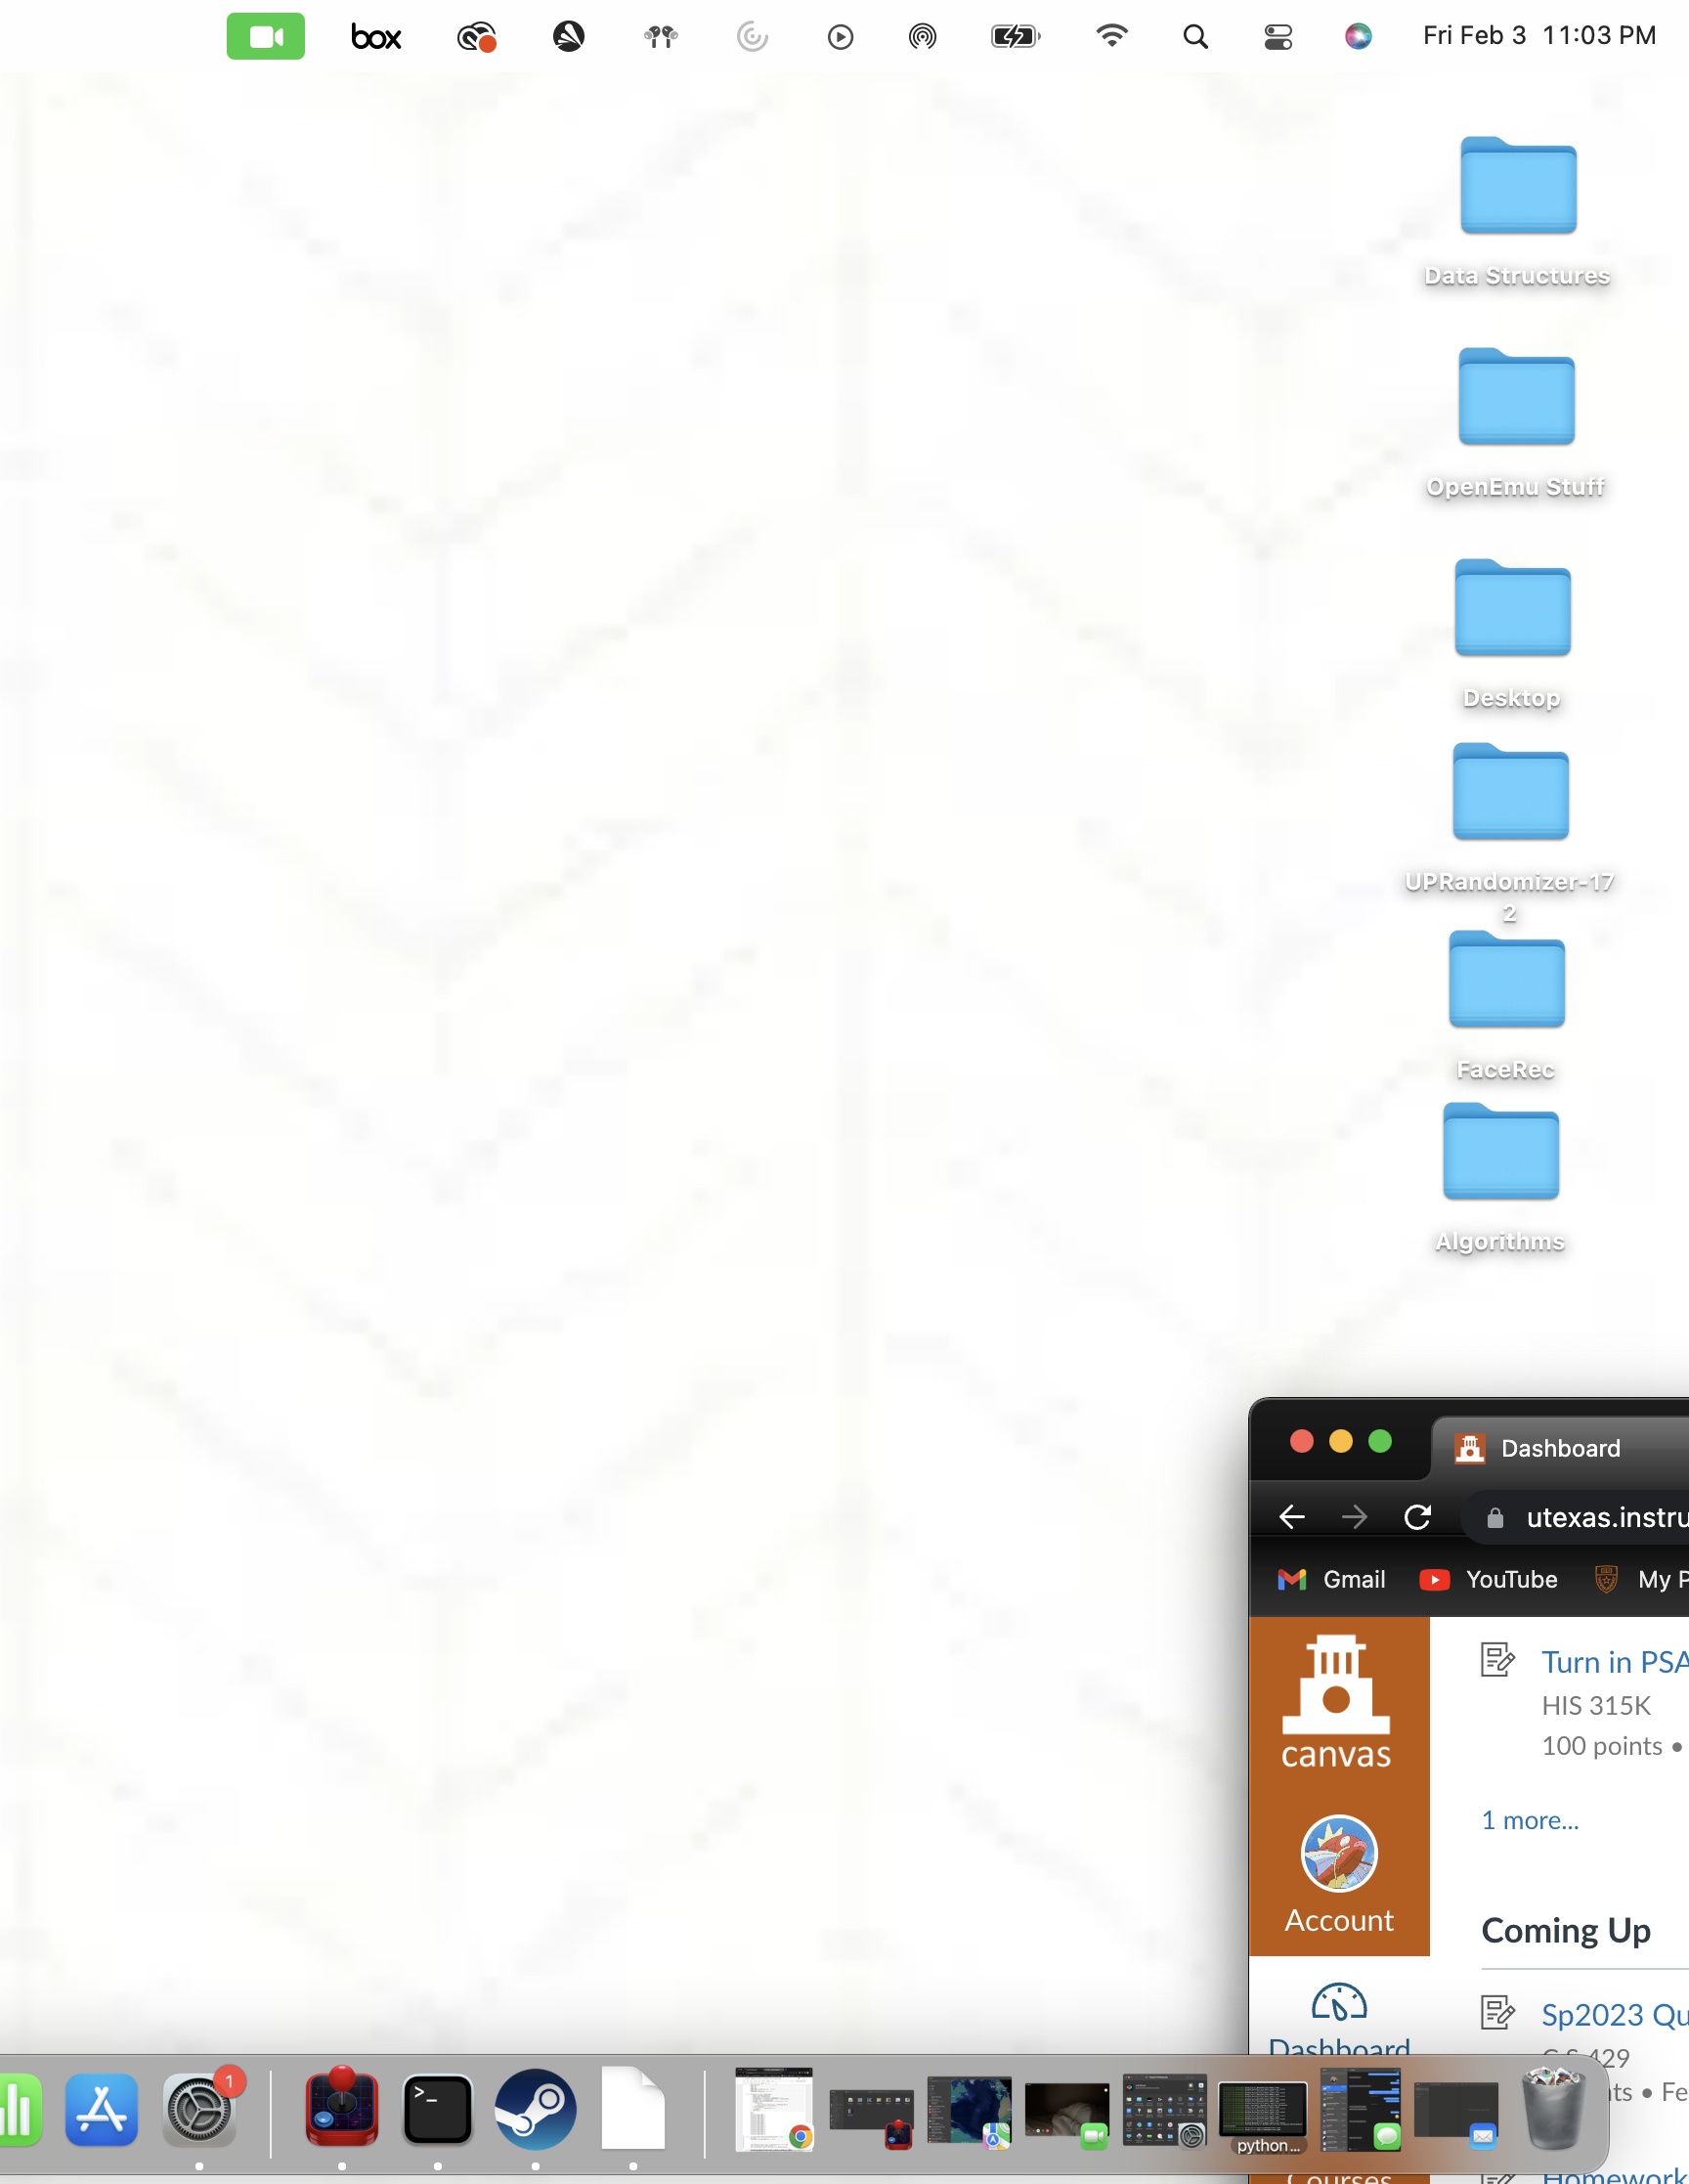 box
Fri Feb 3 11:03 PM
Data Structures
OpenEmu Stuff
Desktop
UPRandomizer-17
2
FaceRec
Algorithms
Dashboard
utexas.instru
Gmail
YouTube
My P
canvas
Account
Dashboard
Courses
Turn in PSA
HIS 315K
100 points •
1 more...
Coming Up
Sp2023 Qu
C S 429
nts • Fe
Homework
1
>_
python...